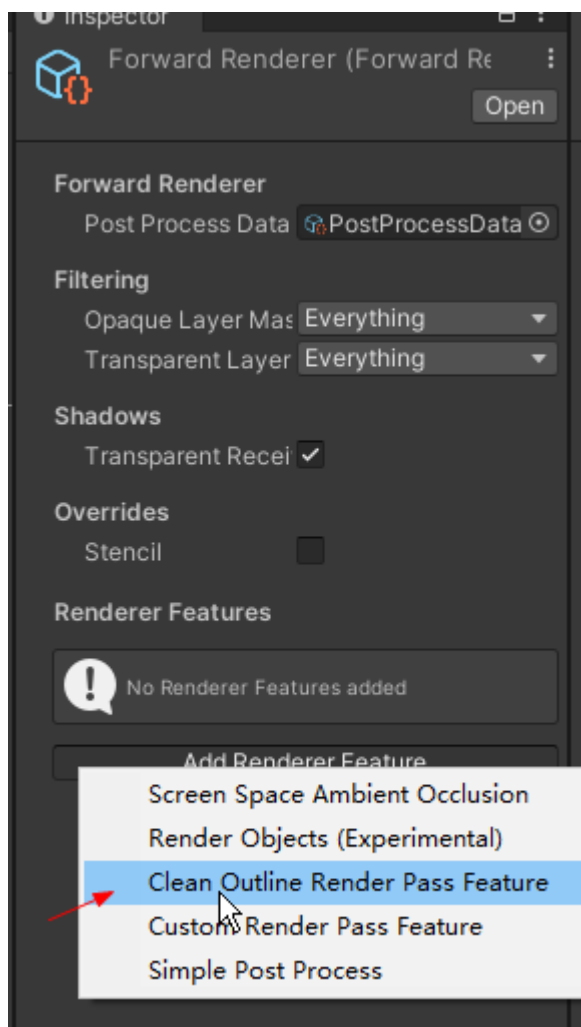 Inspector
Forward Renderer (Forward Re
Open
Forward Renderer
Post Process Data PostProcessData
Filtering
Opaque Layer Mas Everything
Transparent Layer Everything
Shadows
Transparent Recei
Overrides
Stencil
Renderer Features
No Renderer Features added
Add Renderer Feature
Screen Space Ambient Occlusion
Render Objects (Experimental)
Clean Outline Render Pass Feature
Custom Render Pass Feature
Simple Post Process